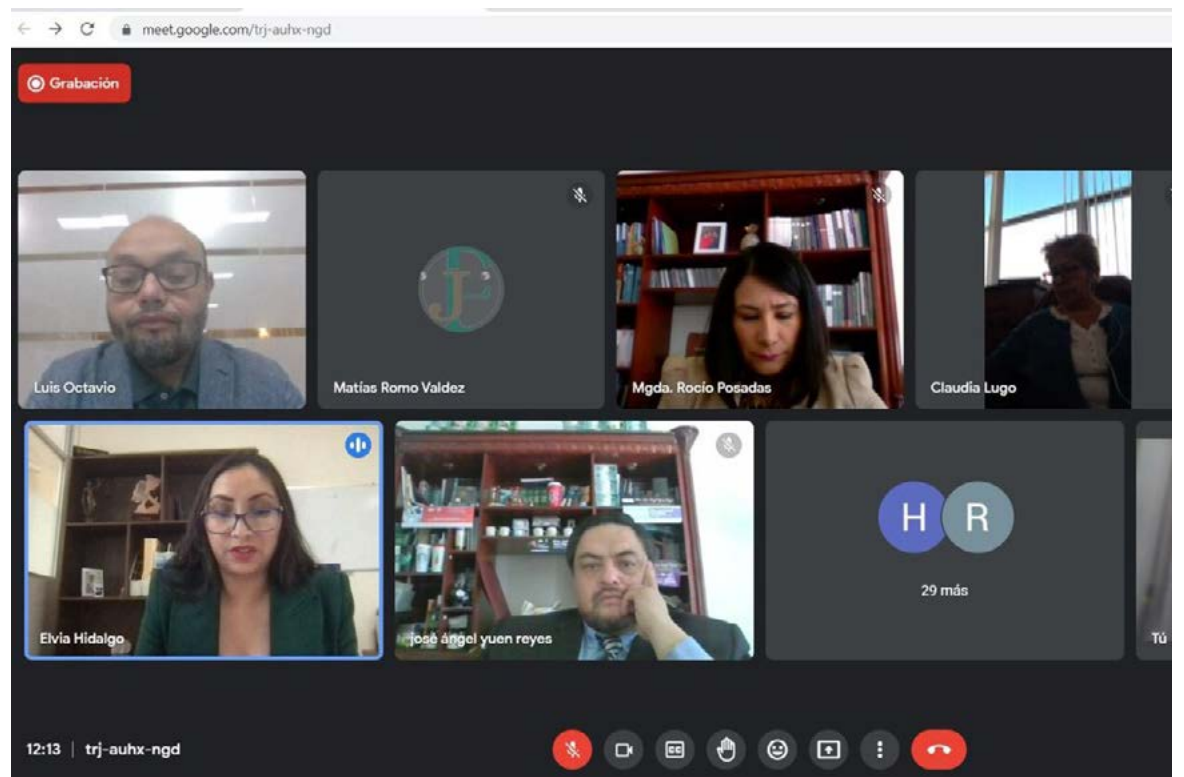 meet.google.com/trj-auhx-ngd
Grabación
Luis Octavio
Matías Romo Valdez
Mgda. Rocío Posadas
Claudia Lugo
Elvia Hidalgo
josé ángel yuen reyes
H R
29 más
Tú
12:13 | trj-auhx-ngd
CC